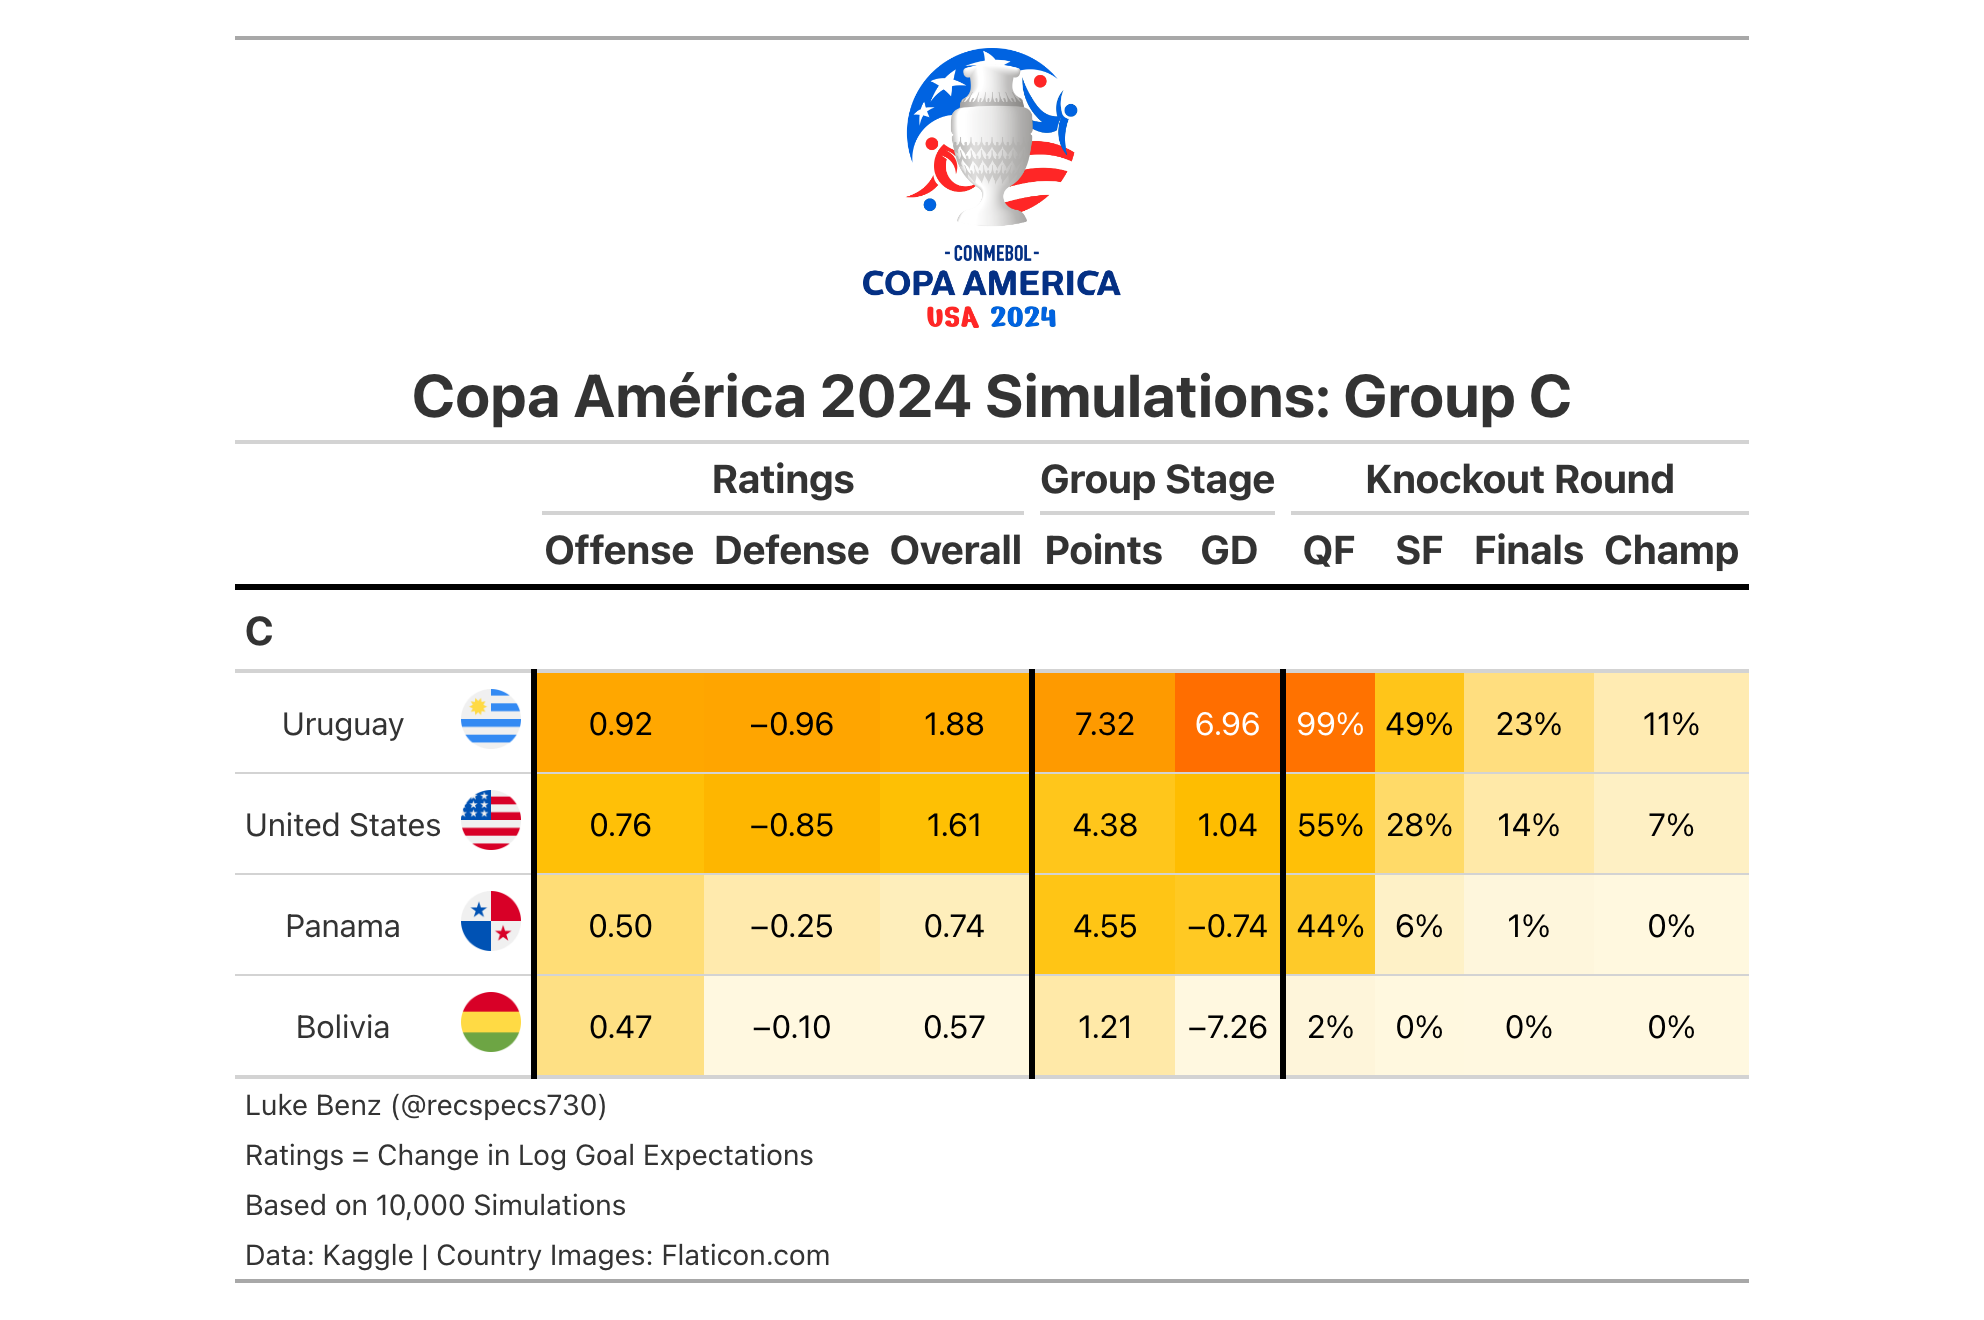 - CONMEBOL -
COPA AMERICA
USA 2024
Copa América 2024 Simulations: Group C
Ratings Group Stage Knockout Round
Offense Defense Overall Points GD QF SF Finals Champ
C
Uruguay 0.92 −0.96 1.88 7.32 6.96 99% 49% 23% 11%
United States 0.76 −0.85 1.61 4.38 1.04 55% 28% 14% 7%
Panama 0.50 −0.25 0.74 4.55 −0.74 44% 6% 1% 0%
Bolivia 0.47 −0.10 0.57 1.21 −7.26 2% 0% 0% 0%
Luke Benz (@recspecs730)
Ratings = Change in Log Goal Expectations
Based on 10,000 Simulations
Data: Kaggle | Country Images: Flaticon.com